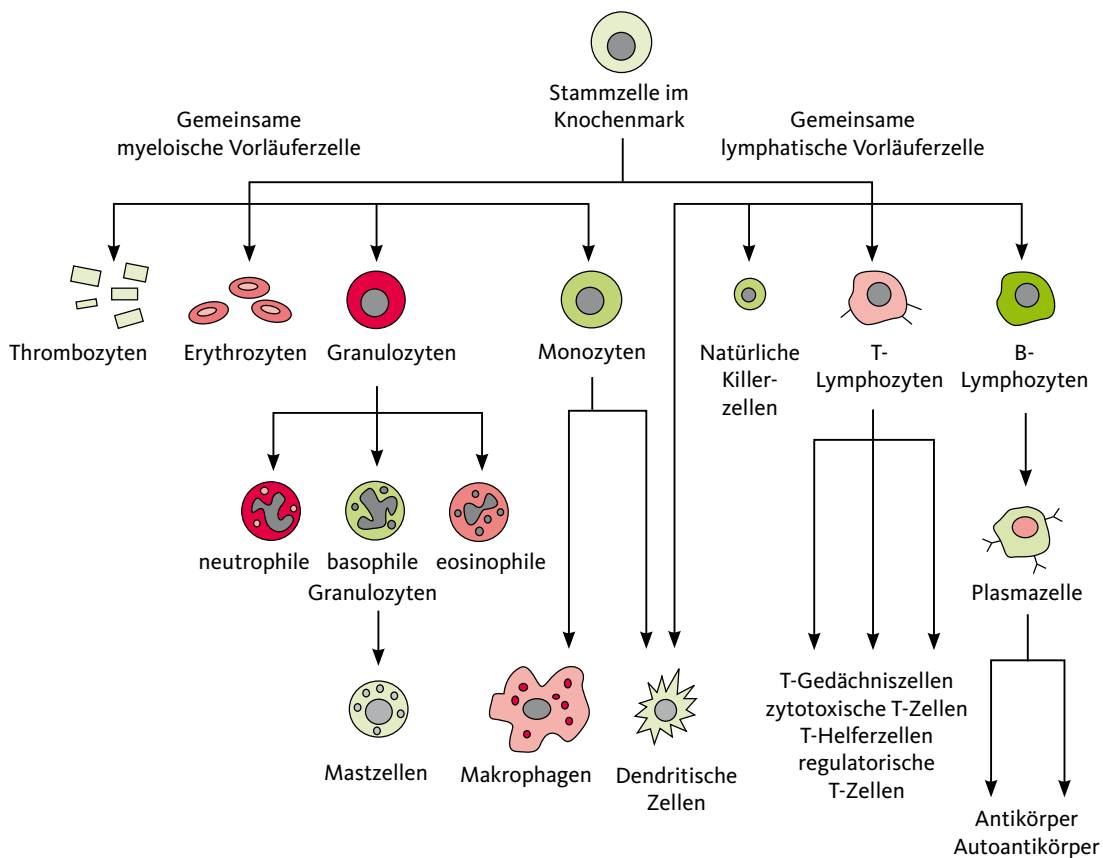 Stammzelle im
Knochenmark
Gemeinsame
myeloische Vorläuferzelle
Gemeinsame
lymphatische Vorläuferzelle
Thrombozyten
Erythrozyten
Granulozyten
Monozyten
Natürliche
Killer-
zellen
T-
Lymphozyten
B-
Lymphozyten
neutrophile
basophile
eosinophile
Granulozyten
Plasmazelle
Mastzellen
Makrophagen
Dendritische
Zellen
T-Gedächniszellen
zytotoxische T-Zellen
T-Helferzellen
regulatorische
T-Zellen
Antikörper
Autoantikörper